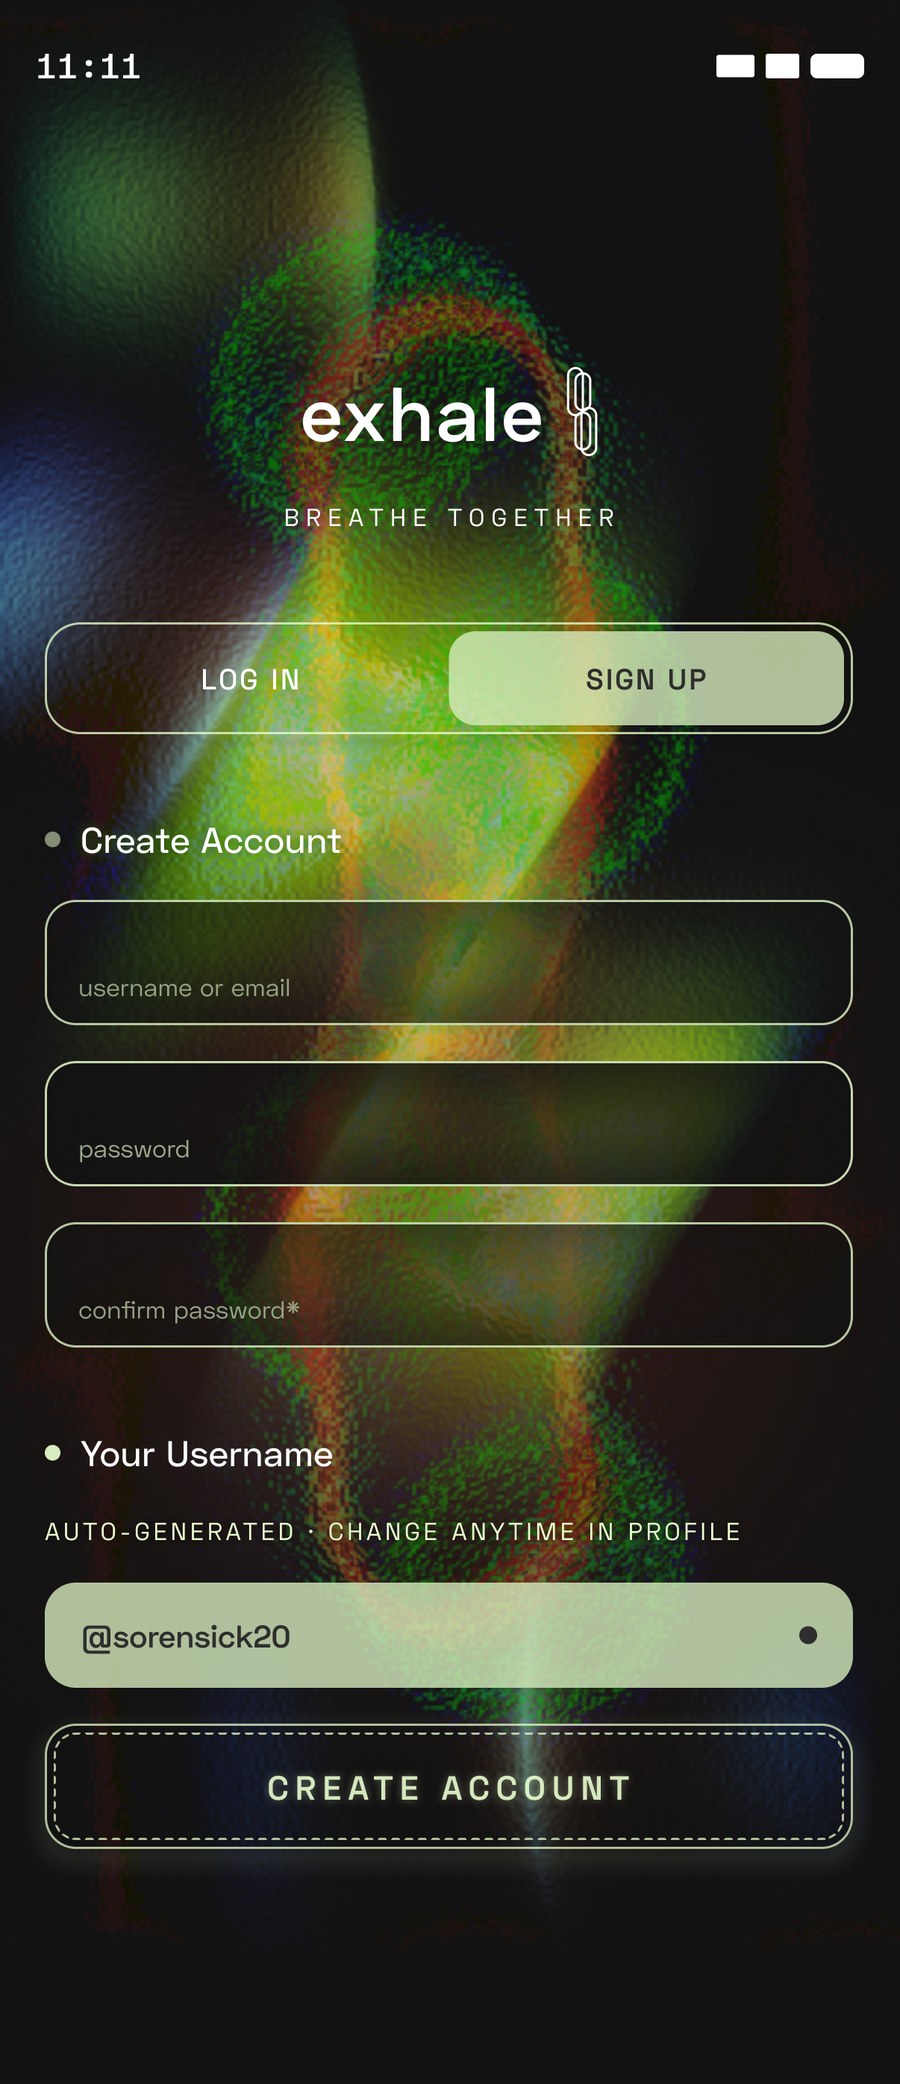 11:11
exhale
BREATHE TOGETHER
LOG IN
SIGN UP
Create Account
username or email
password
confirm password*
Your Username
AUTO-GENERATED · CHANGE ANYTIME IN PROFILE
@sorensick20
CREATE ACCOUNT